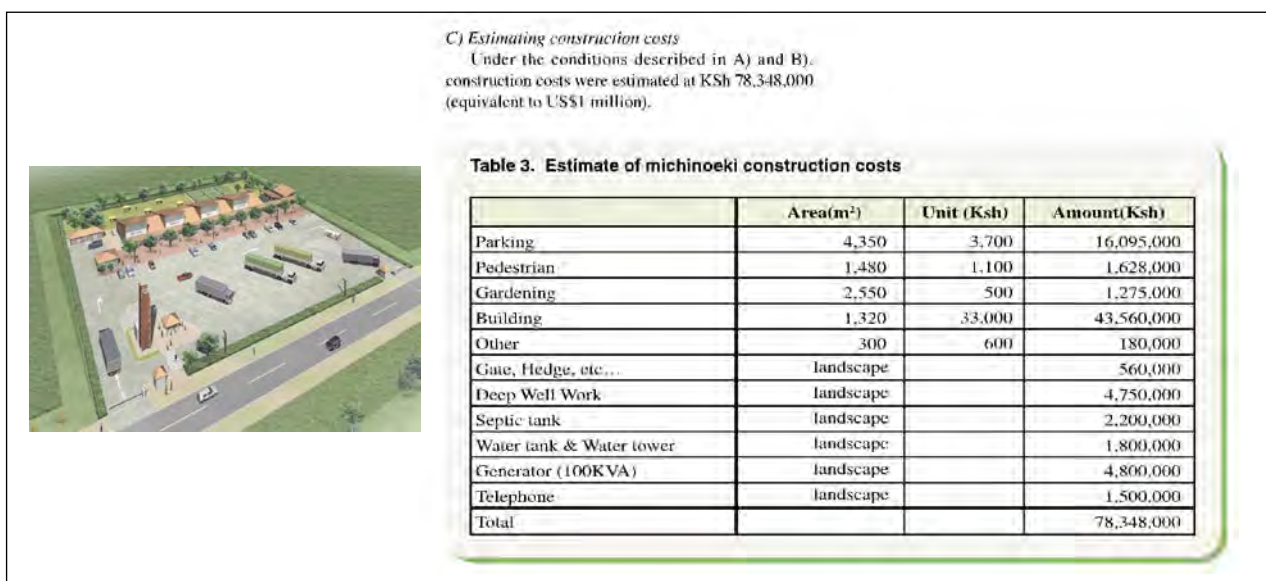 C) Estimating construction costs
Under the conditions described in A) and B).
construction costs were estimated at KSh 78,348,000
(equivalent to US$1 million).
Table 3. Estimate of michinoeki construction costs
Area(m²) Unit (Ksh) Amount(Ksh)
Parking 4,350 3,700 16,095,000
Pedestrian 1,480 1,100 1,628,000
Gardening 2,550 500 1,275,000
Building 1,320 33,000 43,560,000
Other 300 600 180,000
Gate, Hedge, etc... landscape 560,000
Deep Well Work landscape 4,750,000
Septic tank landscape 2,200,000
Water tank & Water tower landscape 1,800,000
Generator (100KVA) landscape 4,800,000
Telephone landscape 1,500,000
Total 78,348,000